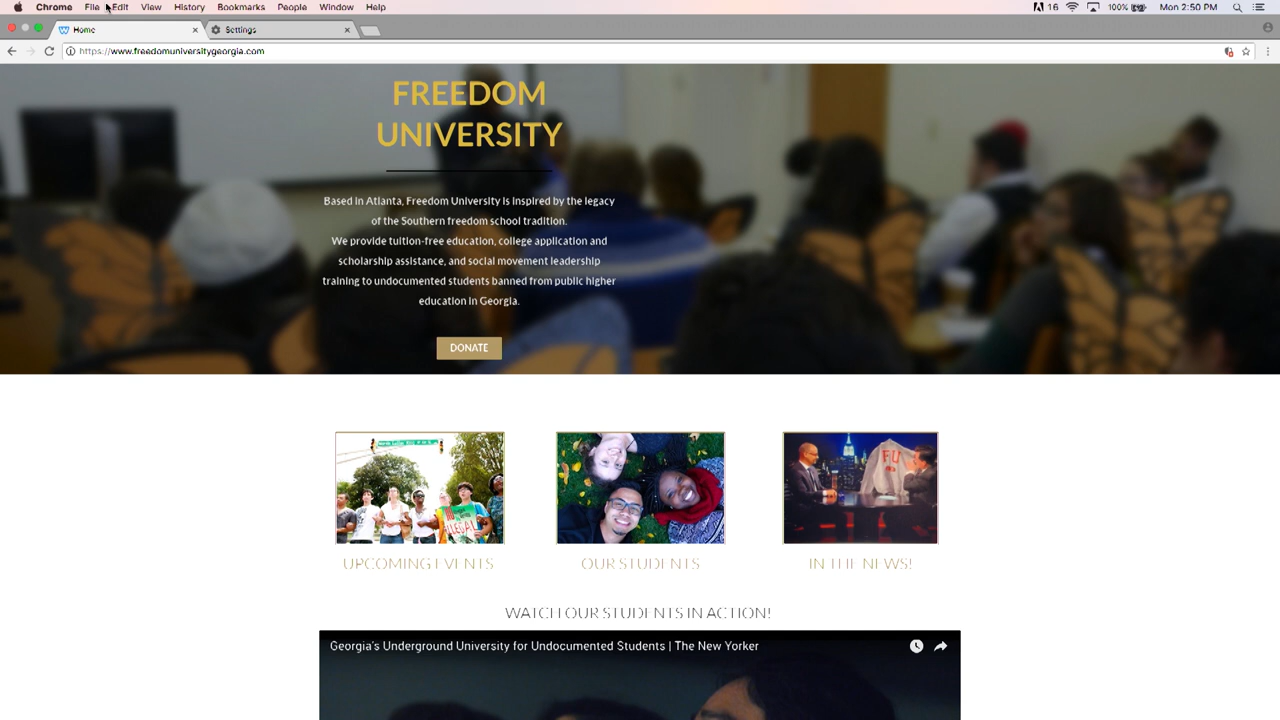 Chrome File Edit View History Bookmarks People Window Help 16 100% Mon 2:50 PM
Home Settings
https://www.freedomuniversitygeorgia.com
FREEDOM
UNIVERSITY
Based in Atlanta, Freedom University is inspired by the legacy
of the Southern freedom school tradition.
We provide tuition-free education, college application and
scholarship assistance, and social movement leadership
training to undocumented students banned from public higher
education in Georgia.
DONATE
ILLEGAL
FU
UPCOMING EVENTS
OUR STUDENTS
IN THE NEWS!
WATCH OUR STUDENTS IN ACTION!
Georgia's Underground University for Undocumented Students | The New Yorker